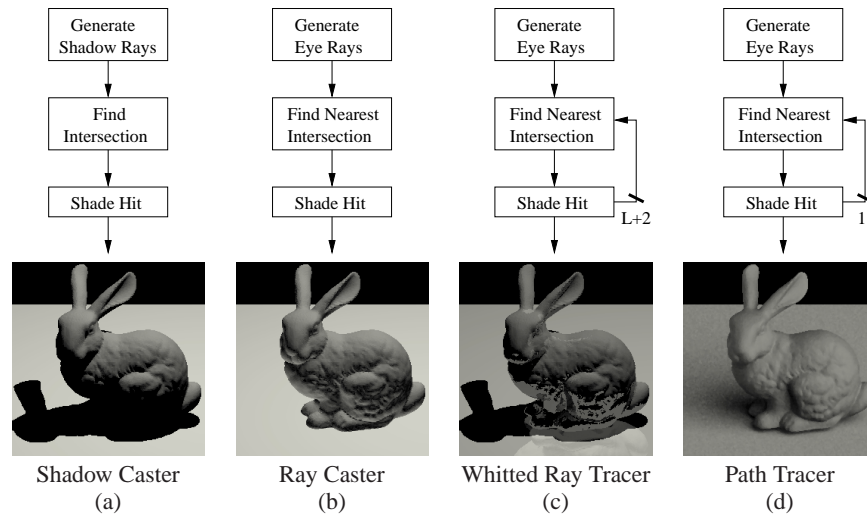 Generate
Shadow Rays
Find
Intersection
Shade Hit
Shadow Caster
(a)
Generate
Eye Rays
Find Nearest
Intersection
Shade Hit
Ray Caster
(b)
Generate
Eye Rays
Find Nearest
Intersection
Shade Hit
L+2
Whitted Ray Tracer
(c)
Generate
Eye Rays
Find Nearest
Intersection
Shade Hit
1
Path Tracer
(d)